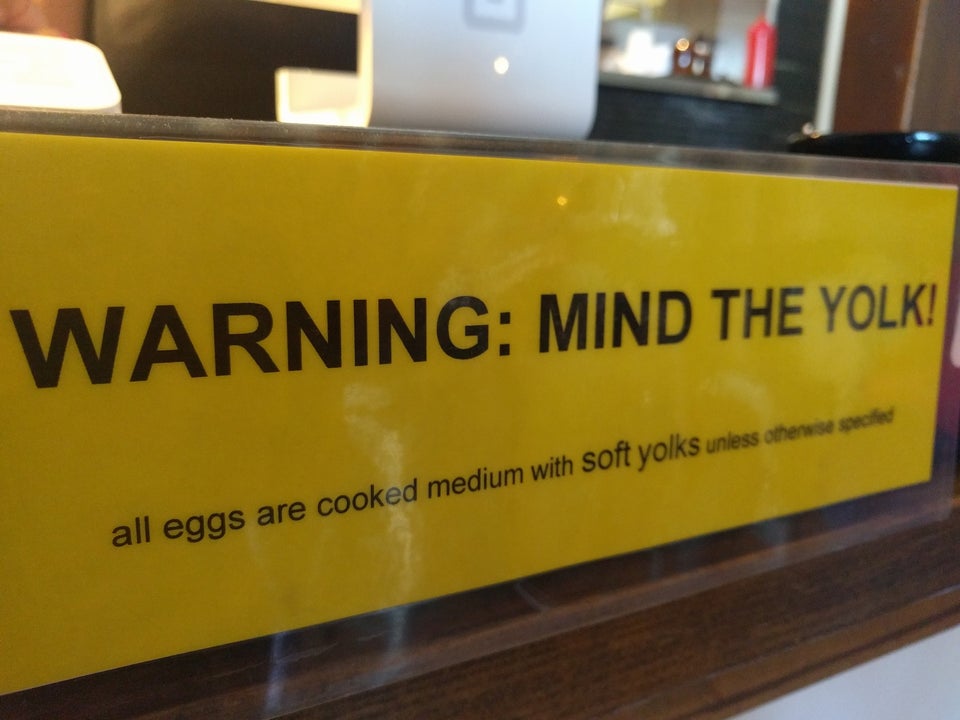 WARNING: MIND THE YOLK!
all eggs are cooked medium with soft yolks unless otherwise specified